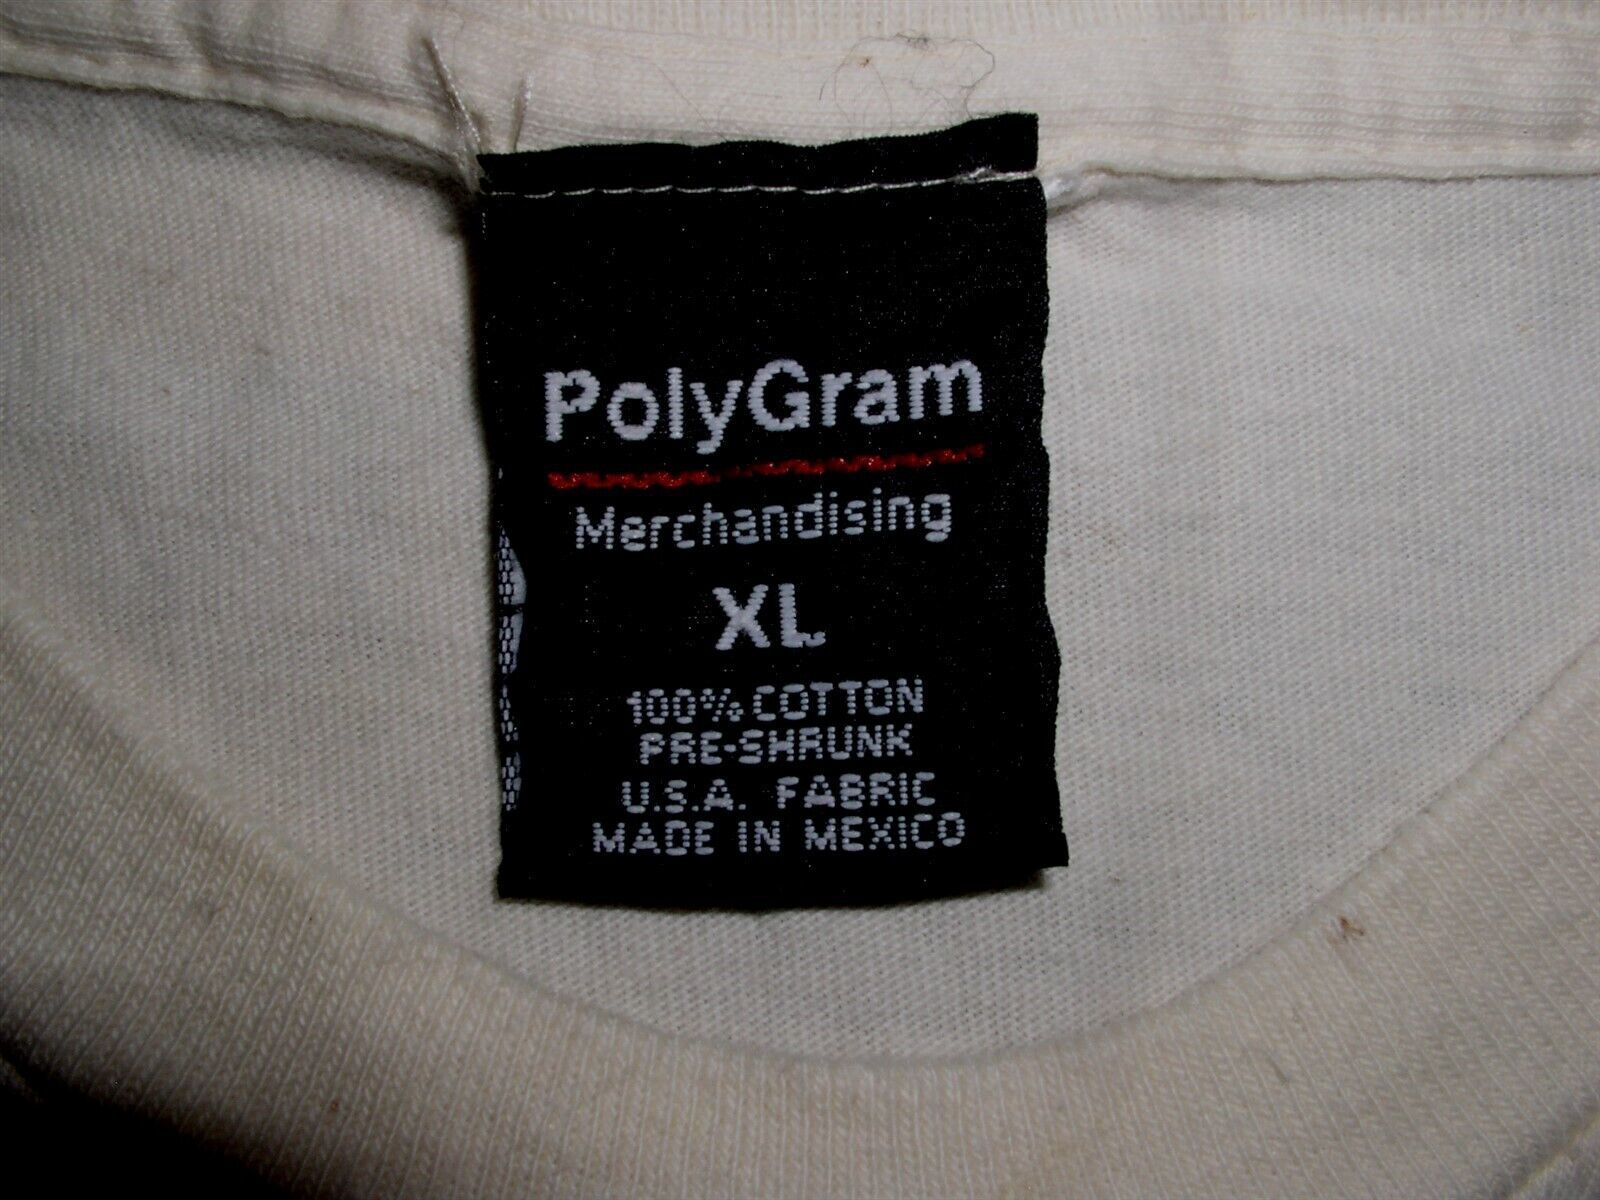 PolyGram
Merchandising
XL
100% COTTON
PRE-SHRUNK
U.S.A. FABRIC
MADE IN MEXICO